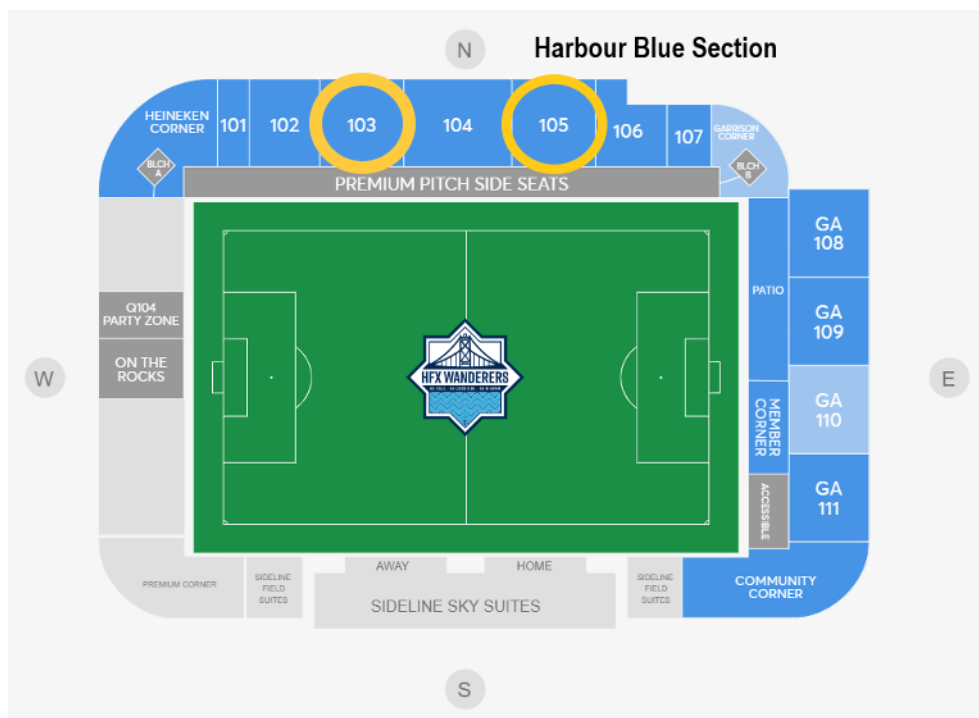 N
Harbour Blue Section
HEINEKEN
CORNER
101
102
103
104
105
106
107
GARRISON
CORNER
BLCH
A
BLCH
B
PREMIUM PITCH SIDE SEATS
GA
108
PATIO
Q104
PARTY ZONE
GA
109
ON THE
ROCKS
W
HFX WANDERERS
E
MEMBER
CORNER
GA
110
ACCESSIBLE
GA
111
PREMIUM CORNER
SIDELINE
FIELD
SUITES
AWAY
HOME
SIDELINE SKY SUITES
SIDELINE
FIELD
SUITES
COMMUNITY
CORNER
S